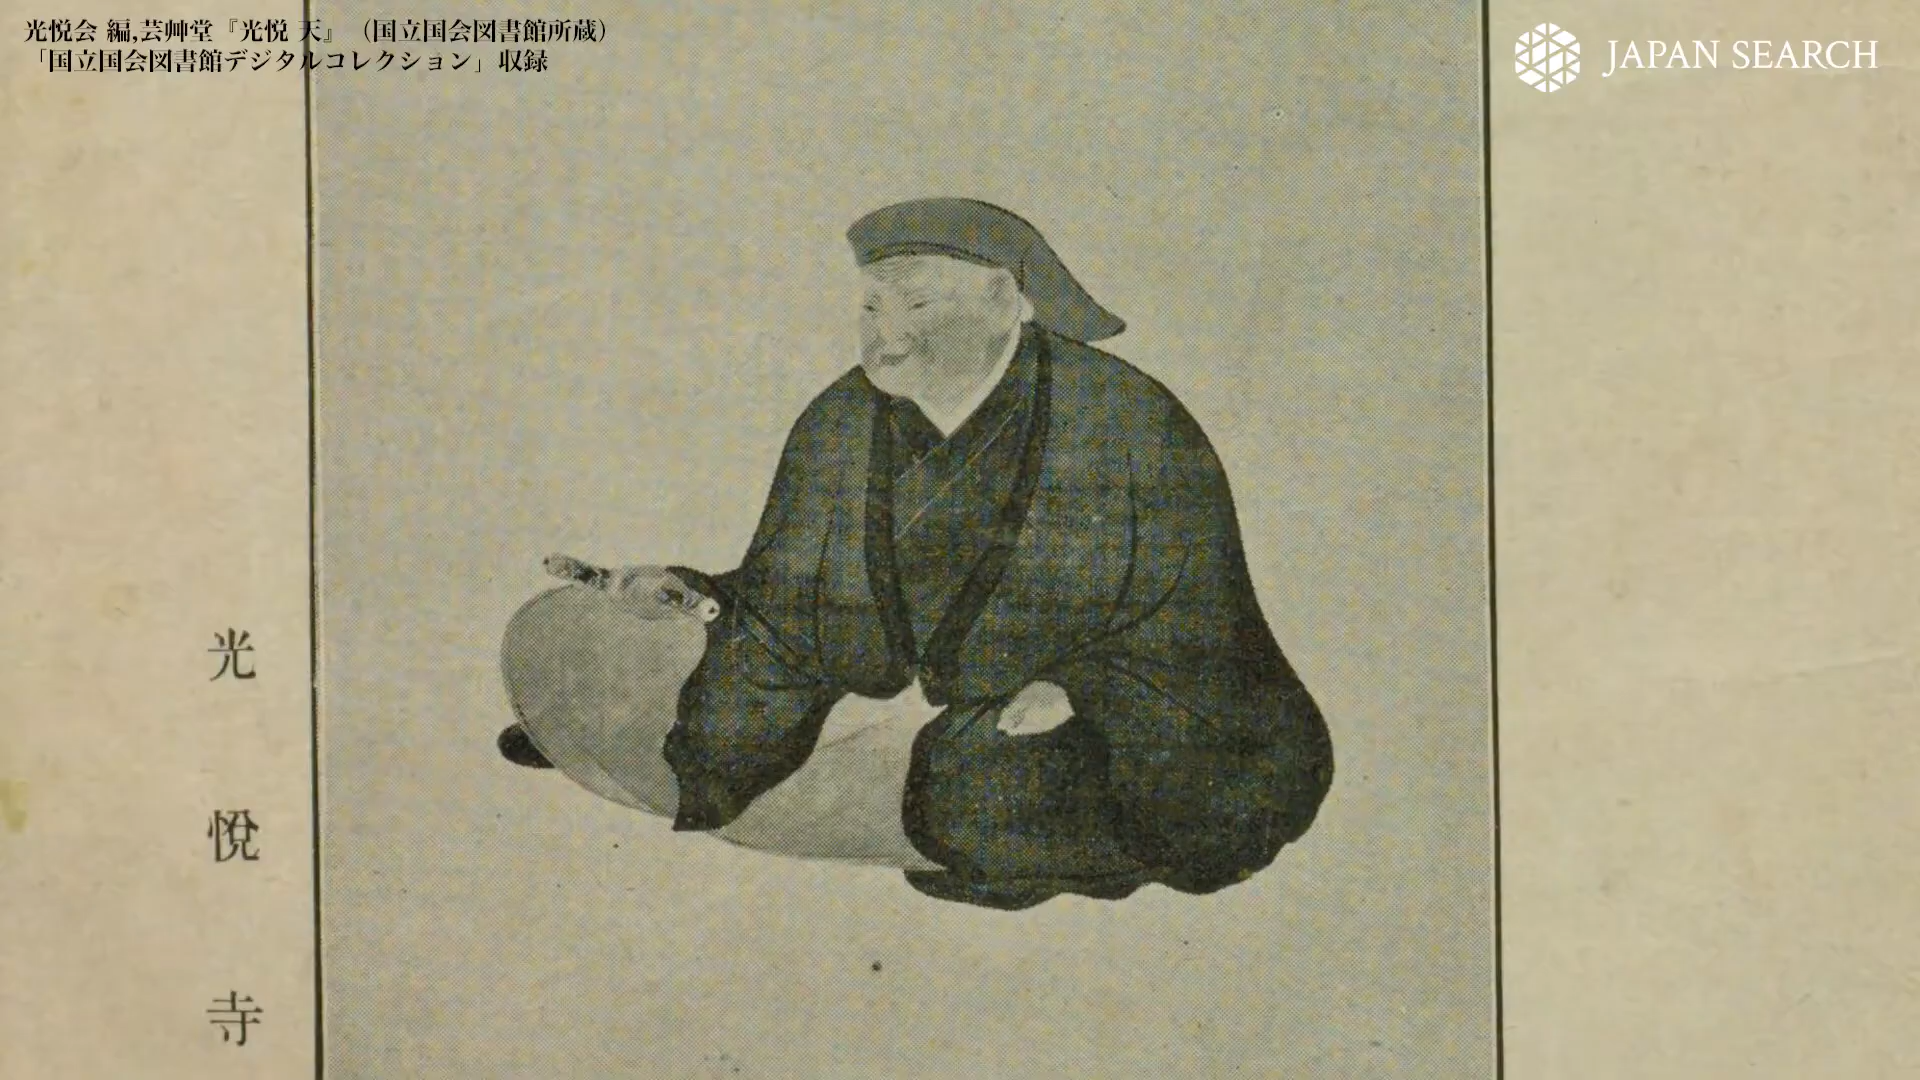 光悦会 編,芸艸堂『光悦 天』（国立国会図書館所蔵）
「国立国会図書館デジタルコレクション」収録
JAPAN SEARCH
光悅寺